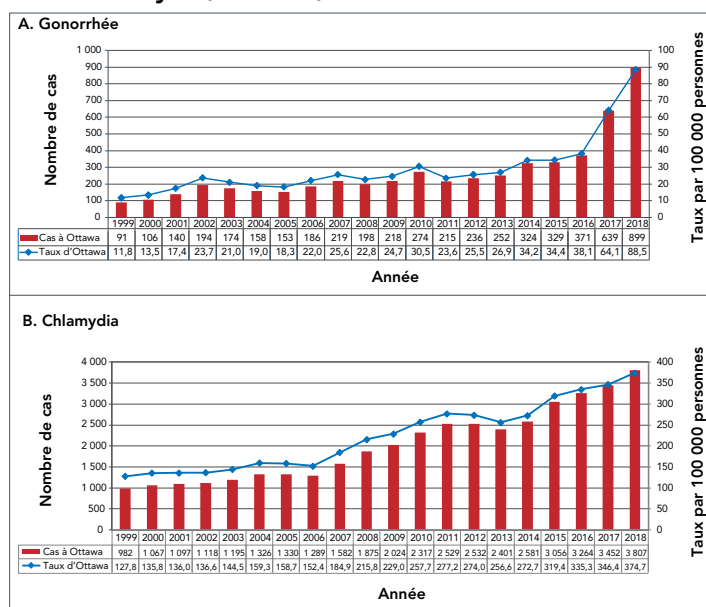 A. Gonorrhée
Nombre de cas
Taux par 100 000 personnes
1 000 100
900 90
800 80
700 70
600 60
500 50
400 40
300 30
200 20
100 10
0 0
1999 2000 2001 2002 2003 2004 2005 2006 2007 2008 2009 2010 2011 2012 2013 2014 2015 2016 2017 2018
Cas à Ottawa 91 106 140 194 174 158 153 186 219 198 218 274 215 236 252 324 329 371 639 899
Taux d'Ottawa 11,8 13,5 17,4 23,7 21,0 19,0 18,3 22,0 25,6 22,8 24,7 30,5 23,6 25,5 26,9 34,2 34,4 38,1 64,1 88,5
Année
B. Chlamydia
Nombre de cas
Taux par 100 000 personnes
4 000 400
3 500 350
3 000 300
2 500 250
2 000 200
1 500 150
1 000 100
500 50
0 0
1999 2000 2001 2002 2003 2004 2005 2006 2007 2008 2009 2010 2011 2012 2013 2014 2015 2016 2017 2018
Cas à Ottawa 982 1 067 1 097 1 118 1 195 1 326 1 330 1 289 1 582 1 875 2 024 2 317 2 529 2 532 2 401 2 581 3 056 3 264 3 452 3 807
Taux d'Ottawa 127,8 135,8 136,0 136,6 144,5 159,3 158,7 152,4 184,9 215,8 229,0 257,7 277,2 274,0 256,6 272,7 319,4 335,3 346,4 374,7
Année